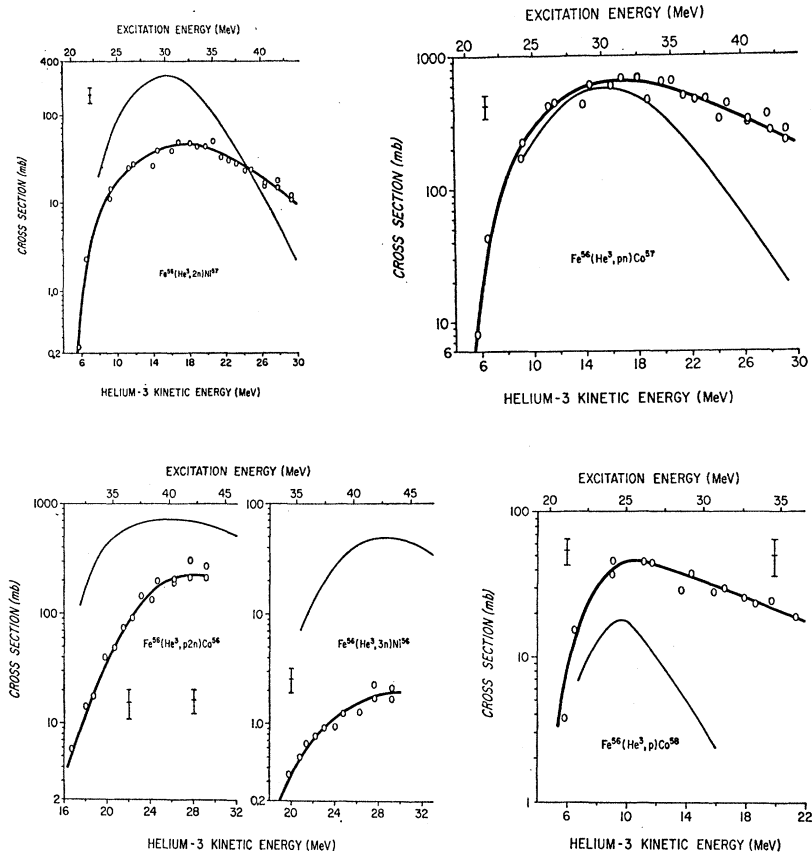 EXCITATION ENERGY (MeV)
20 25 30 35 40
400
100
10
1.0
0.2
CROSS SECTION (mb)
Fe⁵⁶(He³,2n)Ni⁵⁷
6 10 14 18 22 26 30
HELIUM-3 KINETIC ENERGY (MeV)
EXCITATION ENERGY (MeV)
20 25 30 35 40
1000
100
10
6
CROSS SECTION (mb)
Fe⁵⁶(He³,pn)Co⁵⁷
6 10 14 18 22 26 30
HELIUM-3 KINETIC ENERGY (MeV)
EXCITATION ENERGY (MeV)
35 40 45
35 40 45
1000
100
10
2
CROSS SECTION (mb)
Fe⁵⁶(He³,p2n)Co⁵⁶
16 20 24 28 32
100
10
1.0
0.2
Fe⁵⁶(He³,3n)Ni⁵⁶
20 24 28 32
HELIUM-3 KINETIC ENERGY (MeV)
EXCITATION ENERGY (MeV)
20 25 30 35
100
10
1
CROSS SECTION (mb)
Fe⁵⁶(He³,p)Co⁵⁸
6 10 14 18 22
HELIUM-3 KINETIC ENERGY (MeV)